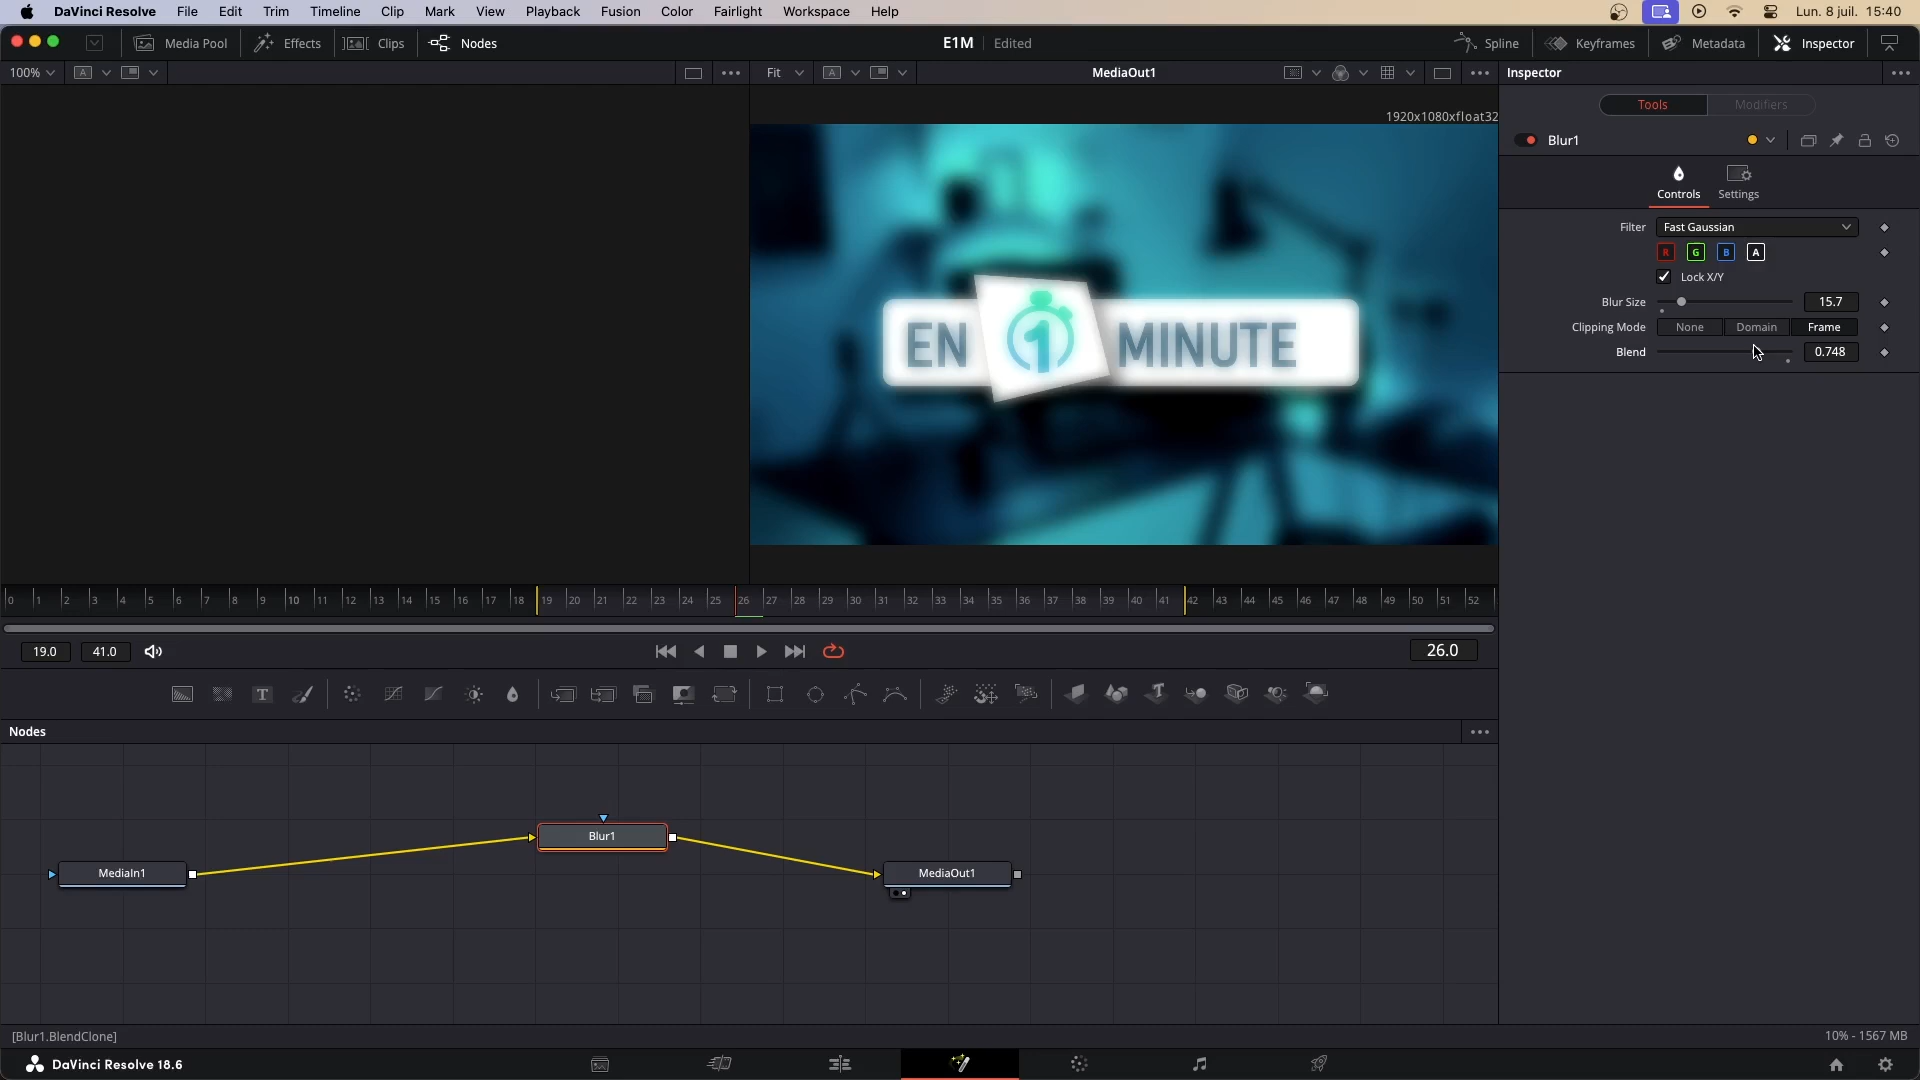 DaVinci Resolve File Edit Trim Timeline Clip Mark View Playback Fusion Color Fairlight Workspace Help Lun. 8 juil. 15:40
Media Pool Effects Clips Nodes E1M Edited Spline Keyframes Metadata Inspector
100% A Fit A MediaOut1 Inspector
Tools Modifiers
1920x1080xfloat32
Blur1
Controls Settings
Filter Fast Gaussian
R G B A
Lock X/Y
Blur Size 15.7
Clipping Mode None Domain Frame
Blend 0.748
EN 1 MINUTE
0 1 2 3 4 5 6 7 8 9 10 11 12 13 14 15 16 17 18 19 20 21 22 23 24 25 26 27 28 29 30 31 32 33 34 35 36 37 38 39 40 41 42 43 44 45 46 47 48 49 50 51 52
19.0 41.0 26.0
T T
Nodes
Blur1
MediaIn1 MediaOut1
[Blur1.BlendClone] 10% - 1567 MB
DaVinci Resolve 18.6